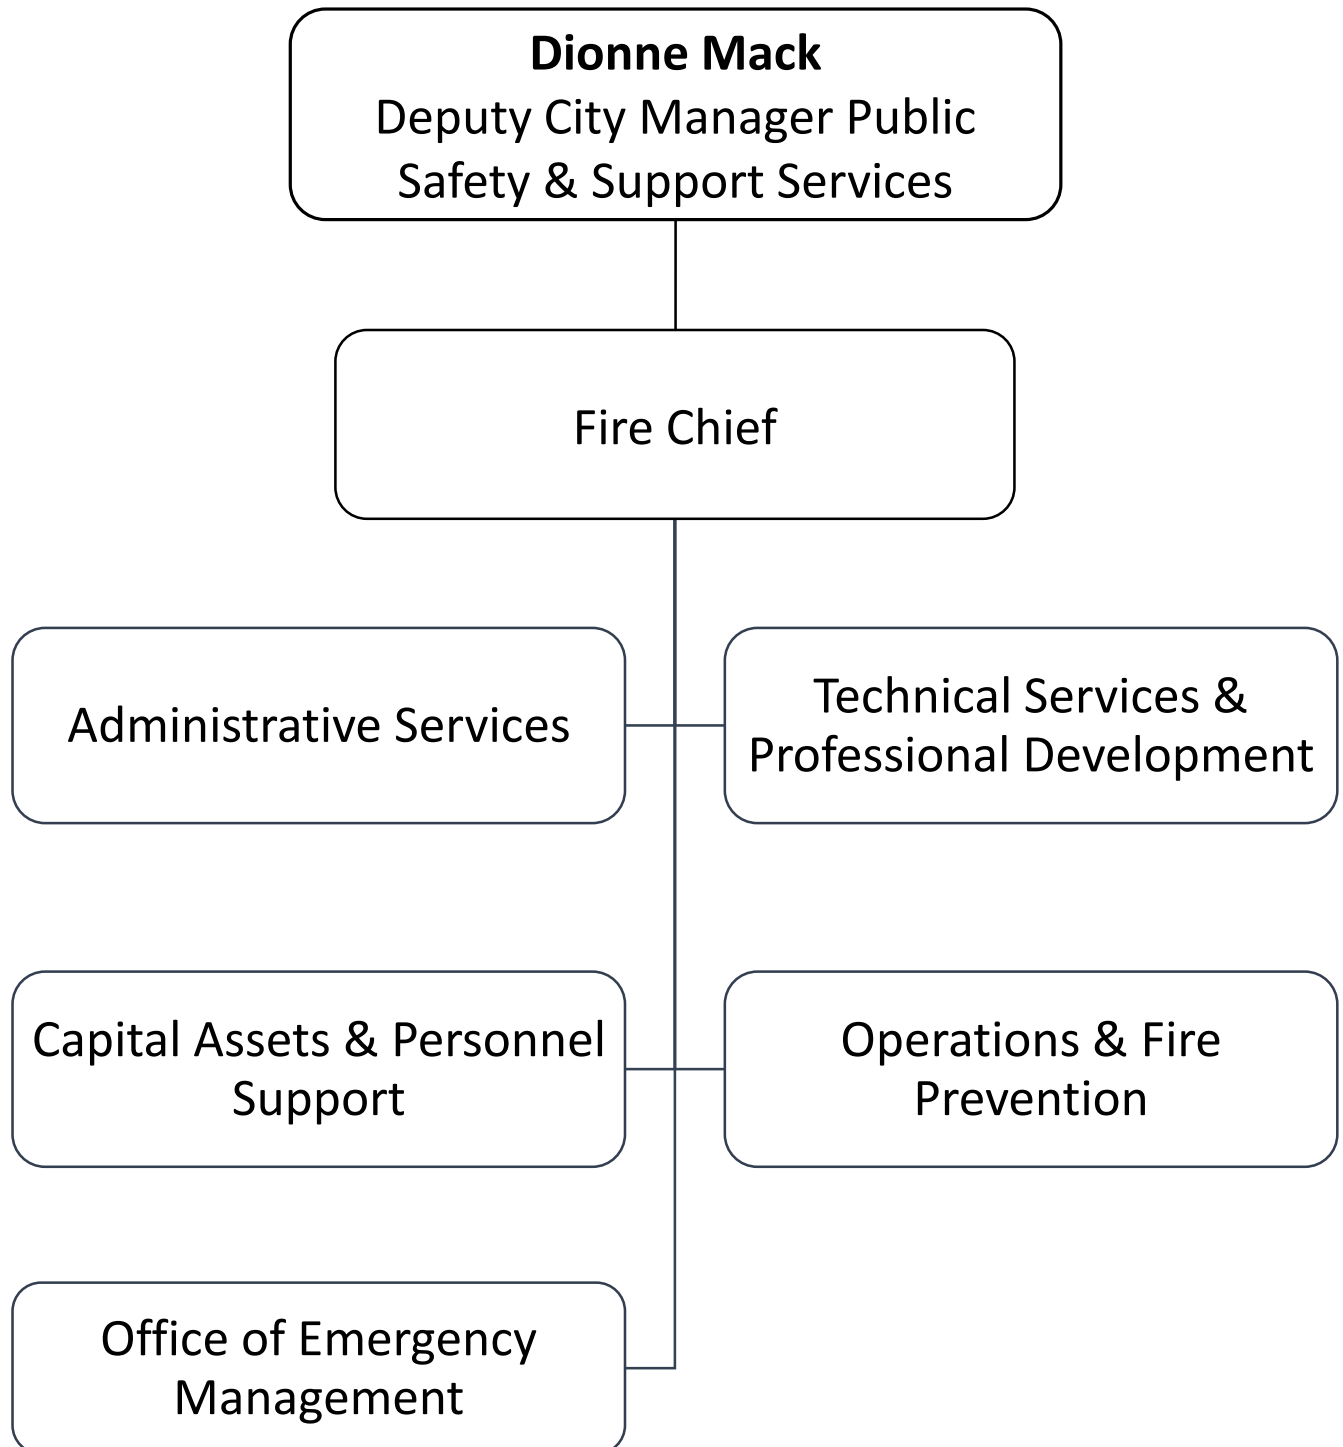 Dionne Mack
Deputy City Manager Public
Safety & Support Services
Fire Chief
Administrative Services
Technical Services &
Professional Development
Capital Assets & Personnel
Support
Operations & Fire
Prevention
Office of Emergency
Management